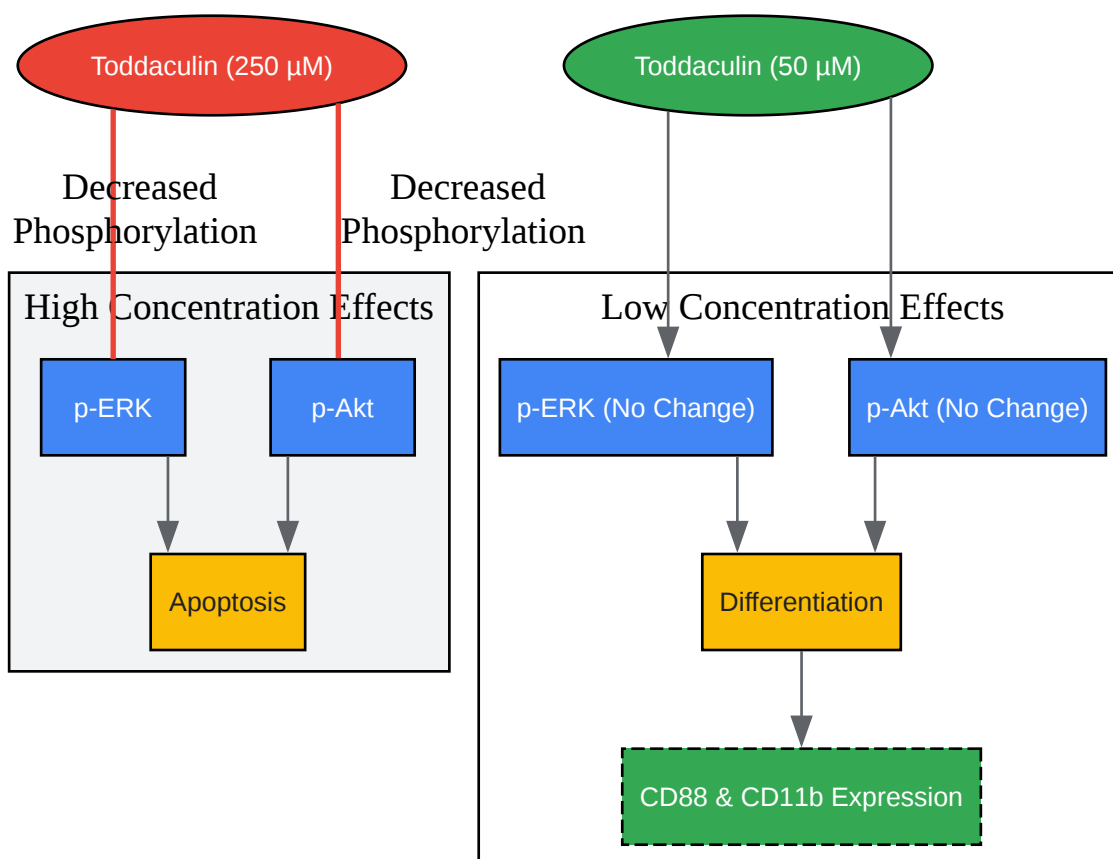 Toddaculin (250 µM)
Toddaculin (50 µM)
Decreased
Phosphorylation
Decreased
Phosphorylation
High Concentration Effects
Low Concentration Effects
p-ERK
p-Akt
p-ERK (No Change)
p-Akt (No Change)
Apoptosis
Differentiation
CD88 & CD11b Expression